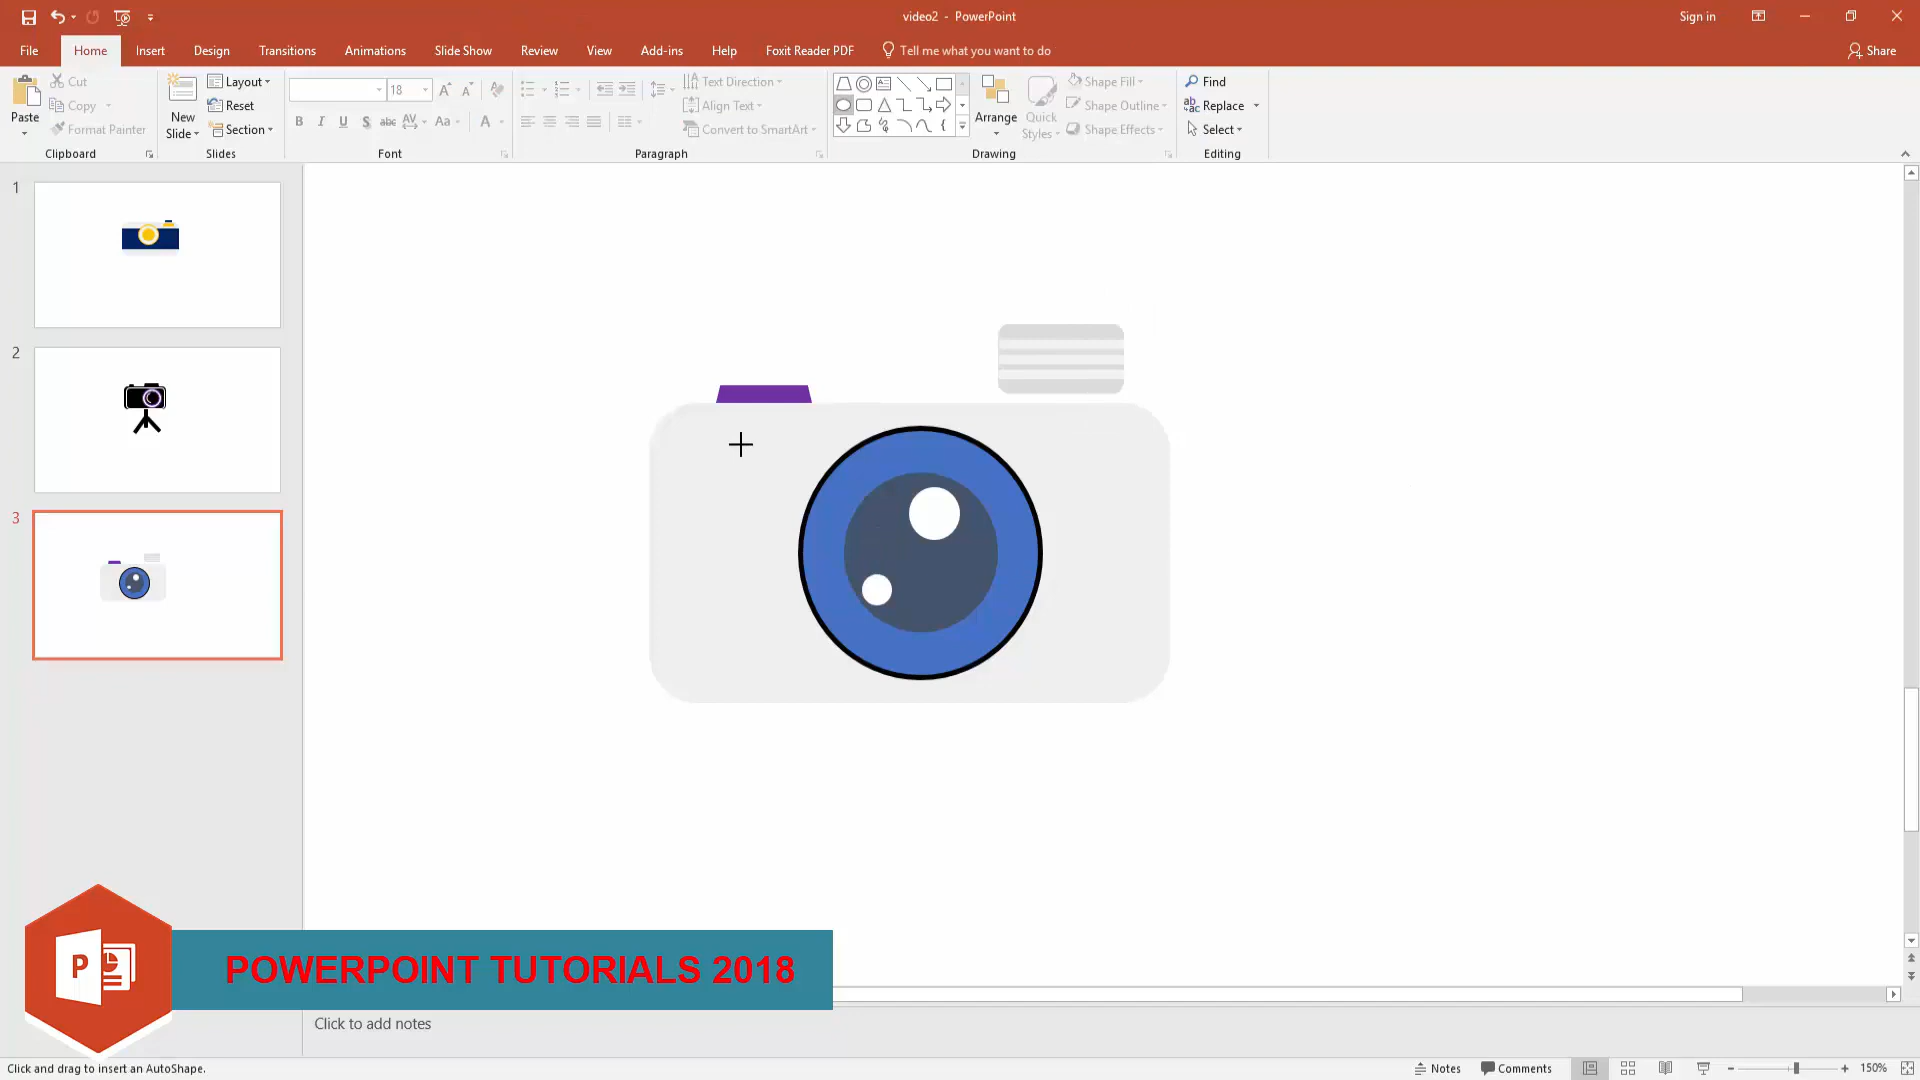 video2 - PowerPoint
Sign in
File Home Insert Design Transitions Slide Show Animations Review View Add-ins Help Foxit Reader PDF Tell me what you want to do Share
Paste
Cut
Copy
Format Painter
Clipboard
New Slide
Layout
Reset
Section
Slides
18
B I U S abc AV Aa A
Font
Text Direction
Align Text
Convert to SmartArt
Paragraph
Arrange
Quick Styles
Shape Fill
Shape Outline
Shape Effects
Drawing
Find
Replace
Select
Editing
1
2
3
P
POWERPOINT TUTORIALS 2018
Click to add notes
Click and drag to insert an AutoShape.
Notes Comments 150%